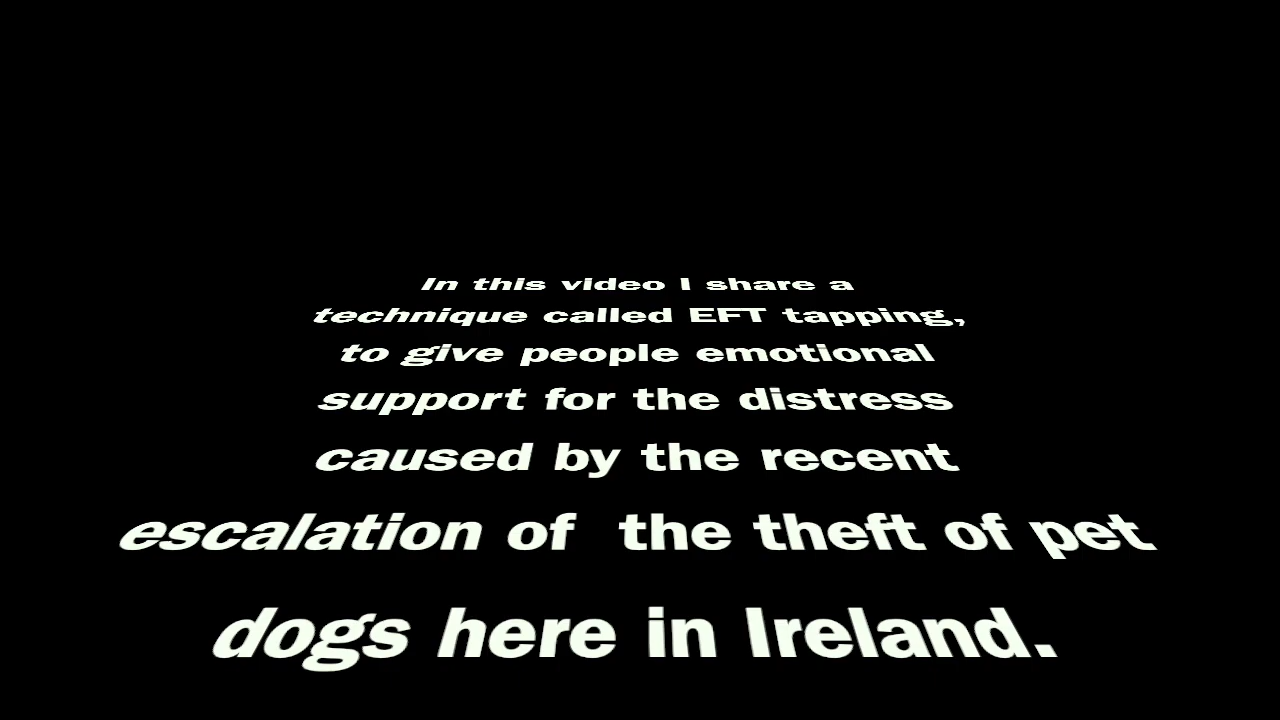 In this video I share a
technique called EFT tapping,
to give people emotional
support for the distress
caused by the recent
escalation of  the theft of pet
dogs here in Ireland.